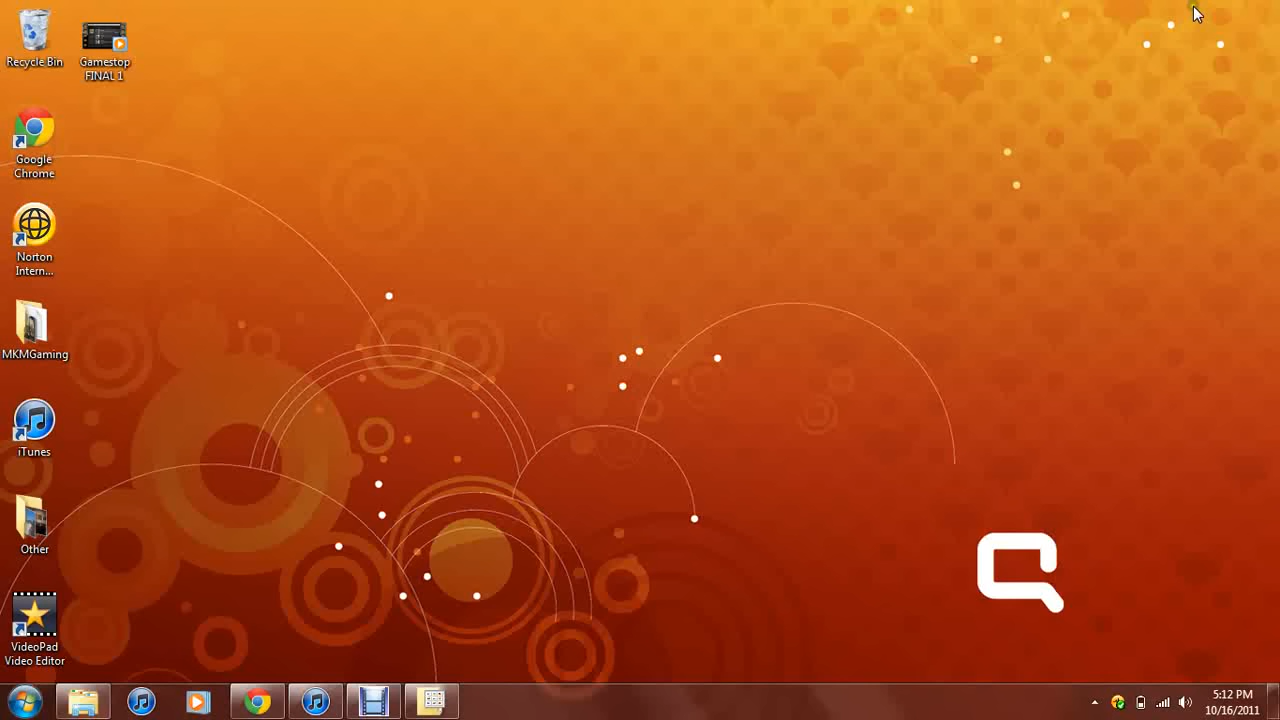 Recycle Bin
Gamestop
FINAL 1
Google
Chrome
Norton
Intern...
MKMGaming
iTunes
Other
VideoPad
Video Editor
5:12 PM
10/16/2011